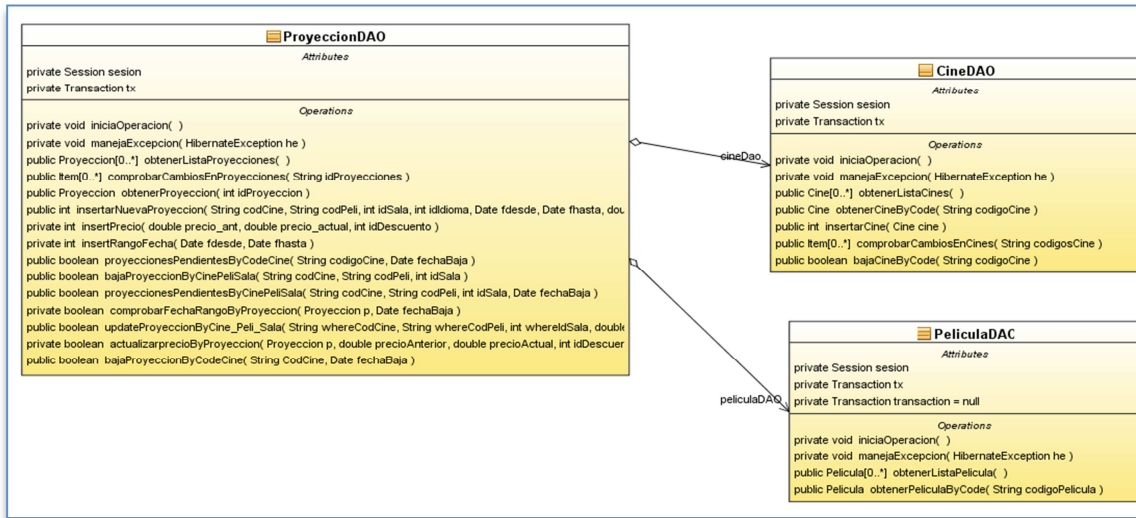 ProyeccionDAO
Attributes
private Session sesion
private Transaction tx
Operations
private void iniciaOperacion( )
private void manejaExcepcion( HibernateException he )
public Proyeccion[0..*] obtenerListaProyecciones( )
public Item[0..*] comprobarCambiosEnProyecciones( String idProyecciones )
public Proyeccion obtenerProyeccion( int idProyeccion )
public int insertarNuevaProyeccion( String codCine, String codPeli, int idSala, int idIdioma, Date fdesde, Date fhasta, dou
private int insertPrecio( double precio_ant, double precio_actual, int idDescuento )
private int insertRangoFecha( Date fdesde, Date fhasta )
public boolean proyeccionesPendientesByCodeCine( String codigoCine, Date fechaBaja )
public boolean bajaProyeccionByCinePeliSala( String codCine, String codPeli, int idSala )
public boolean proyeccionesPendientesByCinePeliSala( String codCine, String codPeli, int idSala, Date fechaBaja )
private boolean comprobarFechaRangoByProyeccion( Proyeccion p, Date fechaBaja )
public boolean updateProyeccionByCine_Peli_Sala( String whereCodCine, String whereCodPeli, int whereIdSala, double
private boolean actualizarprecioByProyeccion( Proyeccion p, double precioAnterior, double precioActual, int idDescuer
public boolean bajaProyeccionByCodeCine( String CodCine, Date fechaBaja )
cineDao
peliculaDAO
CineDAO
Attributes
private Session sesion
private Transaction tx
Operations
private void iniciaOperacion( )
private void manejaExcepcion( HibernateException he )
public Cine[0..*] obtenerListaCines( )
public Cine obtenerCineByCode( String codigoCine )
public int insertarCine( Cine cine )
public Item[0..*] comprobarCambiosEnCines( String codigosCine )
public boolean bajaCineByCode( String codigoCine )
PeliculaDAC
Attributes
private Session sesion
private Transaction tx
private Transaction transaction = null
Operations
private void iniciaOperacion( )
private void manejaExcepcion( HibernateException he )
public Pelicula[0..*] obtenerListaPelicula( )
public Pelicula obtenerPeliculaByCode( String codigoPelicula )